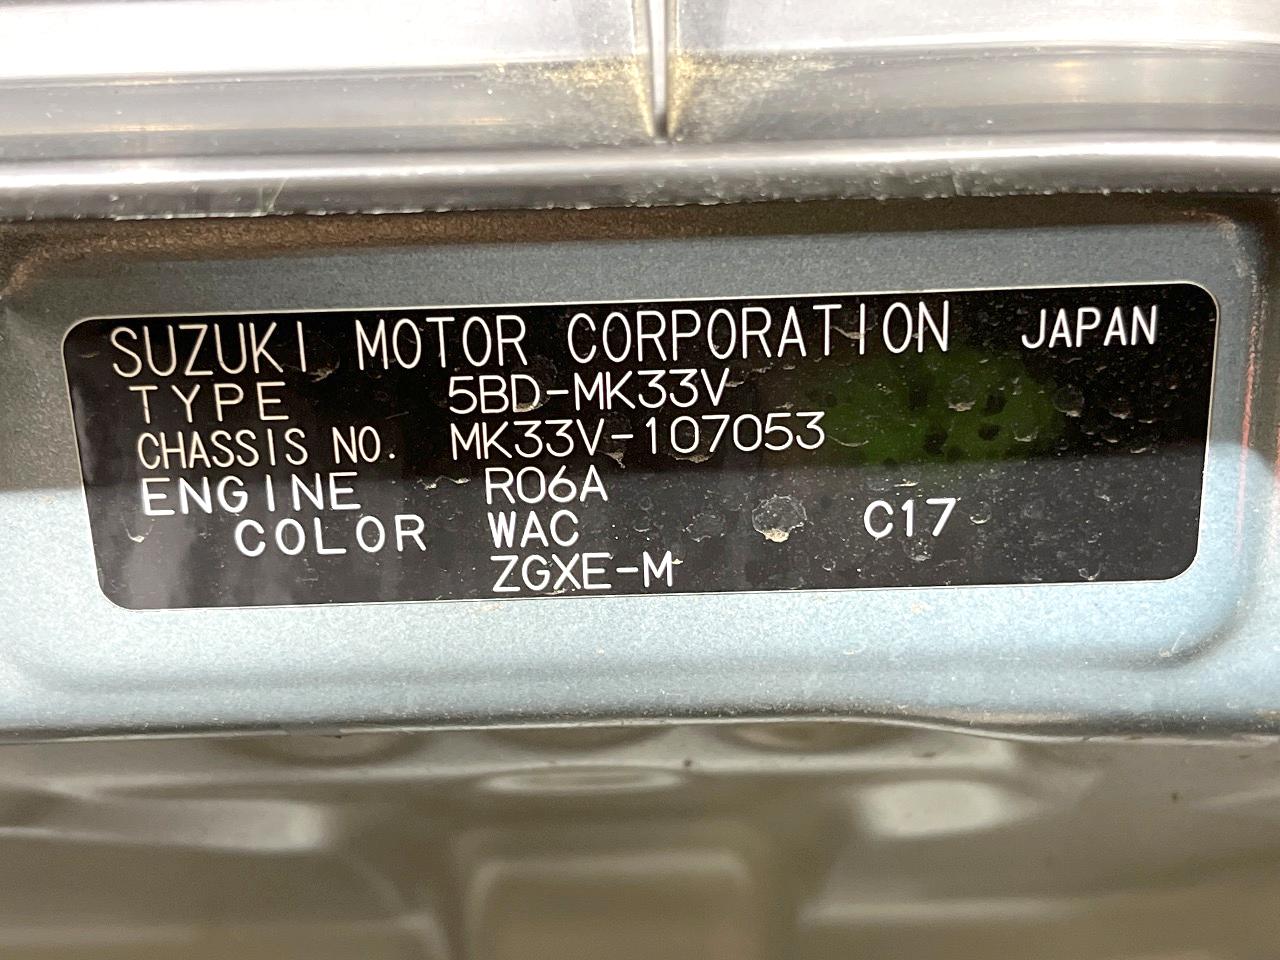 SUZUKI MOTOR CORPORATION JAPAN
TYPE 5BD-MK33V
CHASSIS NO. MK33V-107053
ENGINE R06A
COLOR WAC C17
ZGXE-M